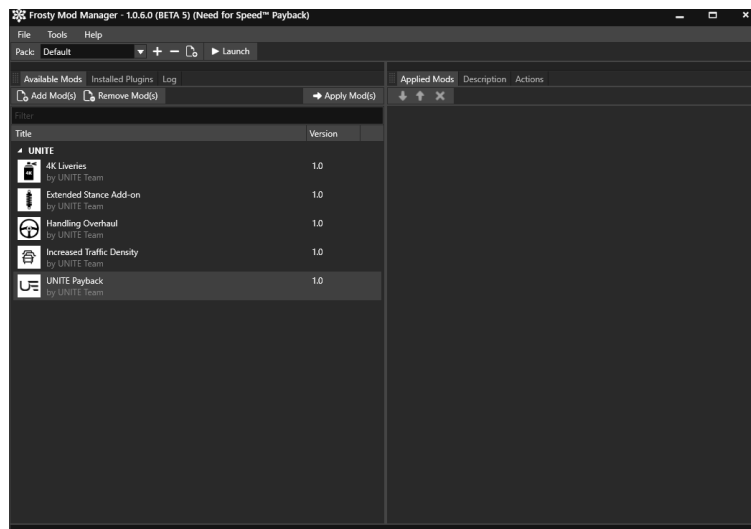 Frosty Mod Manager - 1.0.6.0 (BETA 5) (Need for Speed™ Payback)
File Tools Help
Pack: Default Launch
Available Mods Installed Plugins Log
Applied Mods Description Actions
Add Mod(s) Remove Mod(s) Apply Mod(s)
Filter
Title Version
UNITE
4K Liveries 1.0
by UNITE Team
Extended Stance Add-on 1.0
by UNITE Team
Handling Overhaul 1.0
by UNITE Team
Increased Traffic Density 1.0
by UNITE Team
UNITE Payback 1.0
by UNITE Team